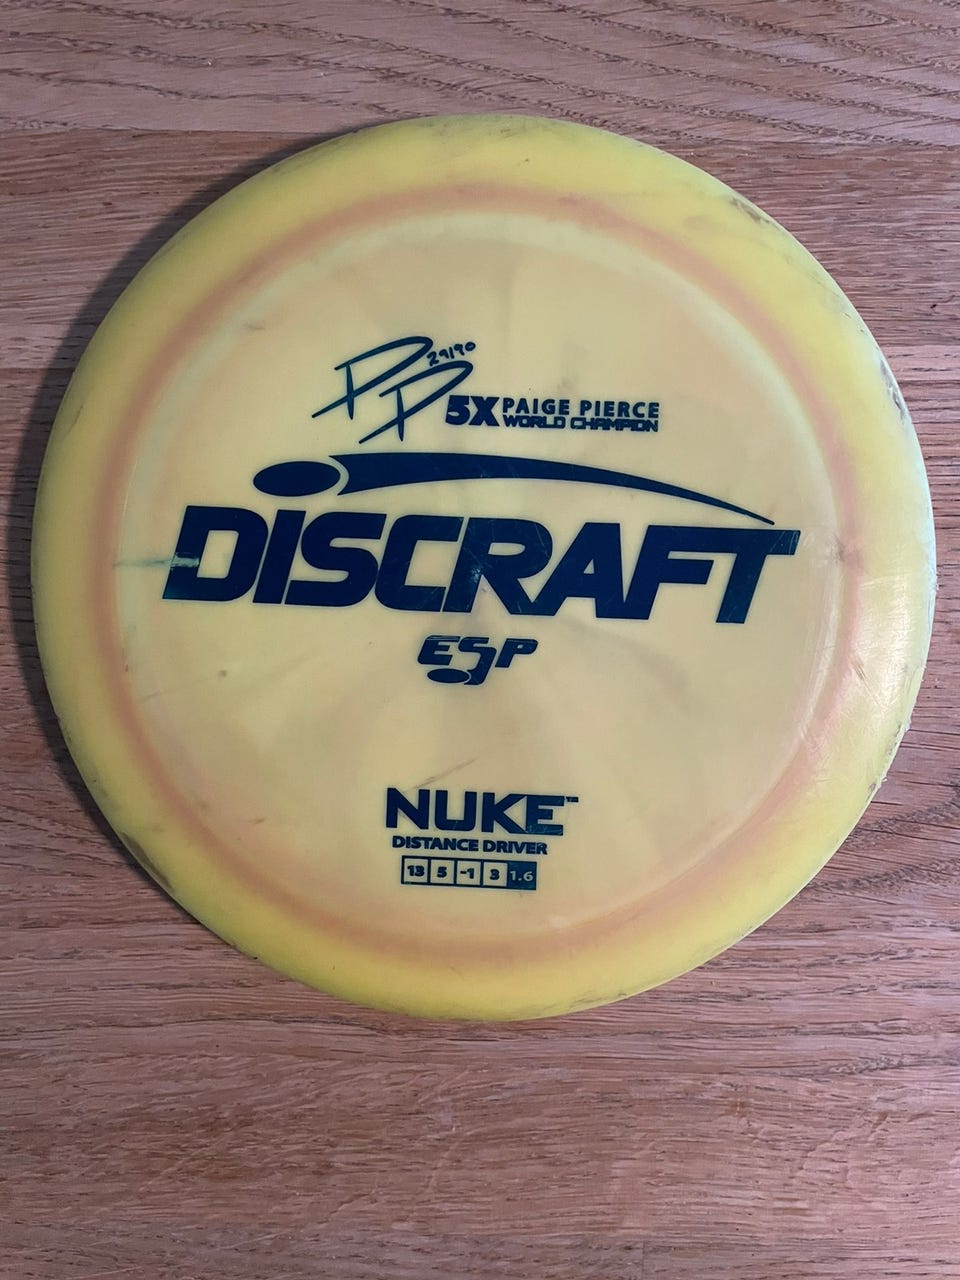 PP 29190
5X PAIGE PIERCE
WORLD CHAMPION
DISCRAFT
ESP
NUKE™
DISTANCE DRIVER
13 5 -1 3 1.6